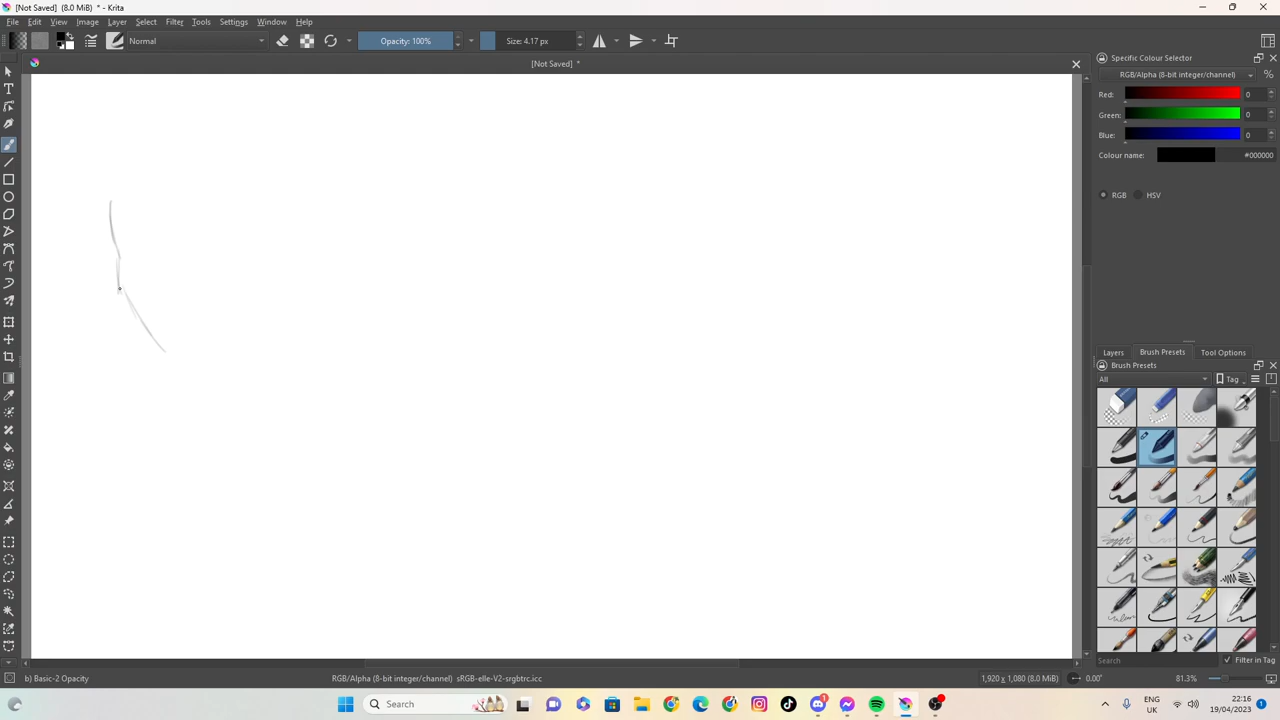 [Not Saved] (8.0 MiB) * - Krita
File Edit View Image Layer Select Filter Tools Settings Window Help
Normal Opacity: 100% Size: 4.17 px
[Not Saved] *
Specific Colour Selector
RGB/Alpha (8-bit integer/channel) %
Red: 0
Green: 0
Blue: 0
Colour name: #000000
RGB HSV
Layers Brush Presets Tool Options
Brush Presets
All Tag
Search Filter in Tag
b) Basic-2 Opacity RGB/Alpha (8-bit integer/channel) sRGB-elle-V2-srgbtrc.icc 1,920 x 1,080 (8.0 MiB) 0.00° 81.3%
Search 1 ENG UK 22:16 19/04/2023 1